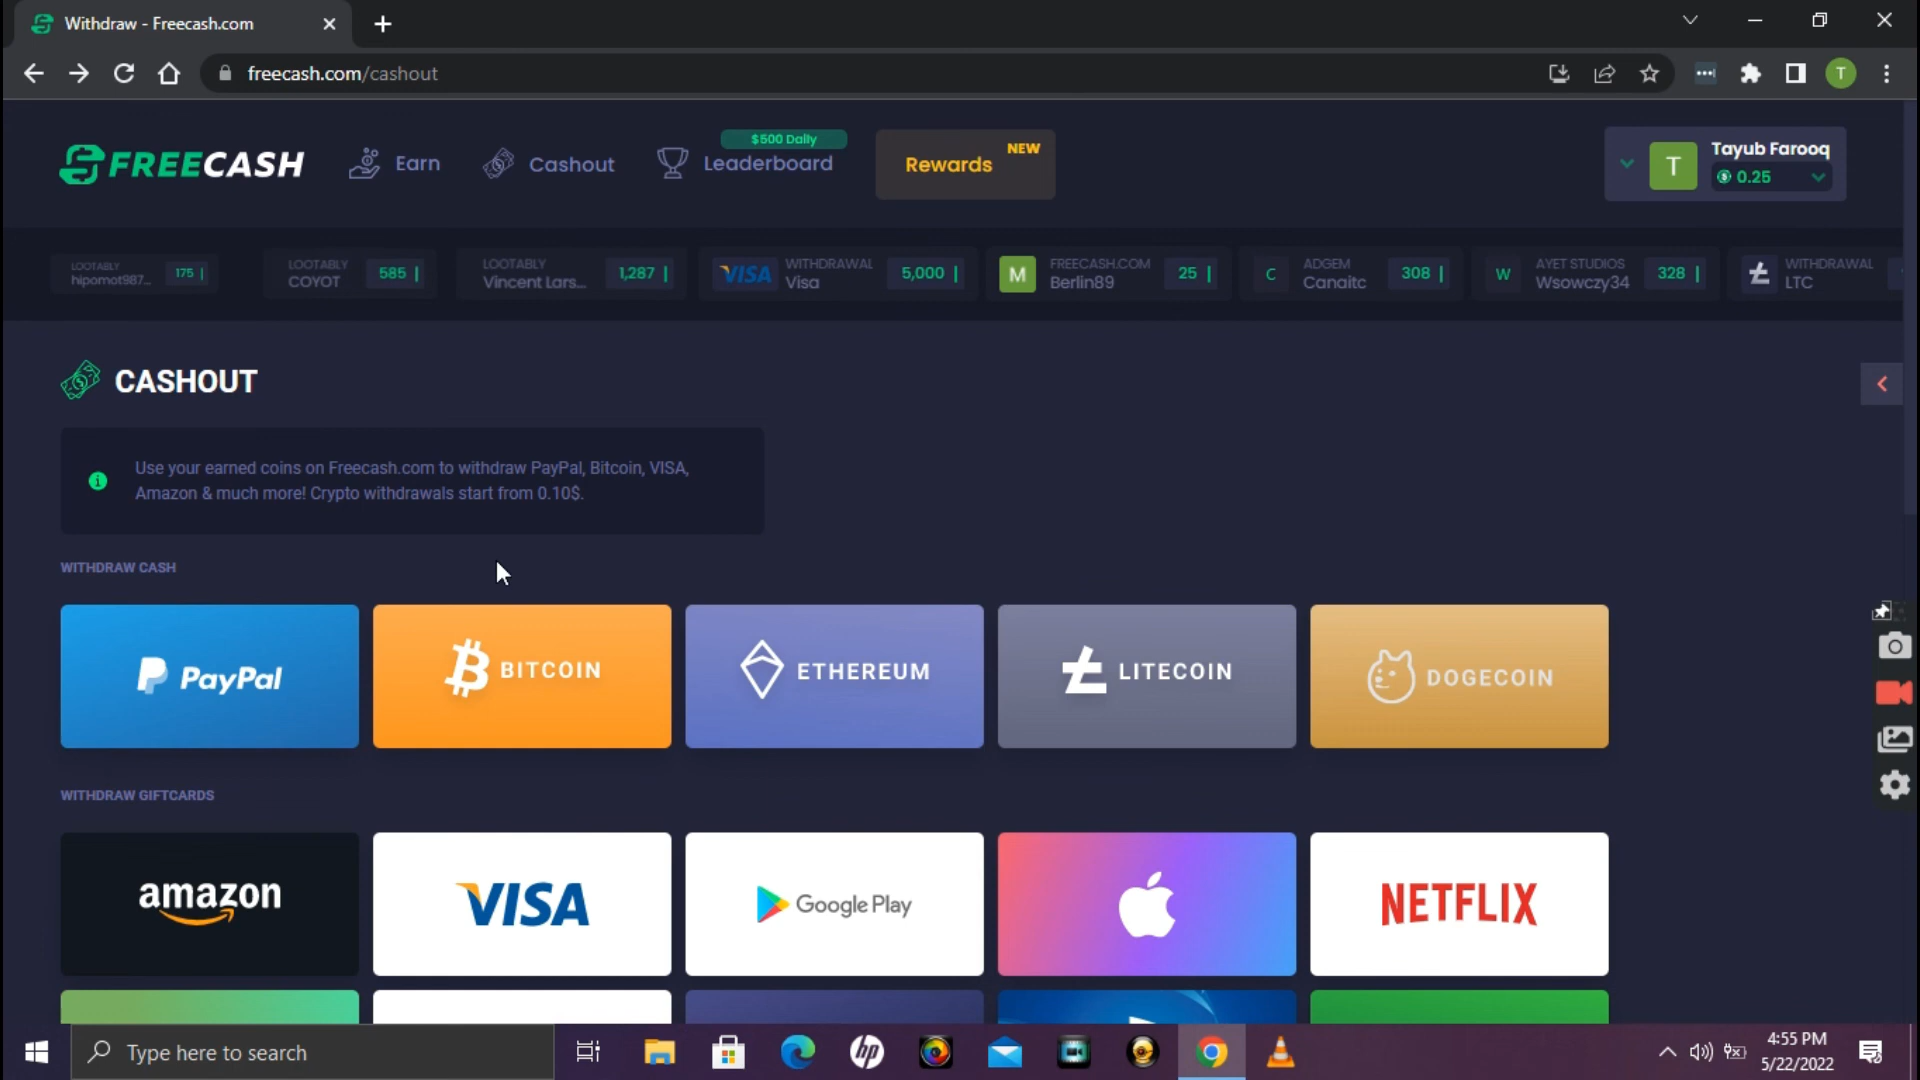 Withdraw - Freecash.com
freecash.com/cashout
T
FREECASH
Earn
Cashout
$500 Daily
Leaderboard
Rewards
NEW
T
Tayub Farooq
0.25
LOOTABLY
hipomot987...
175
LOOTABLY
COYOT
585
LOOTABLY
Vincent Lars...
1,287
VISA
WITHDRAWAL
Visa
5,000
M
FREECASH.COM
Berlin89
25
C
ADGEM
Canaitc
308
W
AYET STUDIOS
Wsowczy34
328
WITHDRAWAL
LTC
CASHOUT
Use your earned coins on Freecash.com to withdraw PayPal, Bitcoin, VISA,
Amazon & much more! Crypto withdrawals start from 0.10$.
WITHDRAW CASH
PayPal
BITCOIN
ETHEREUM
LITECOIN
DOGECOIN
WITHDRAW GIFTCARDS
amazon
VISA
Google Play
NETFLIX
Type here to search
hp
4:55 PM
5/22/2022